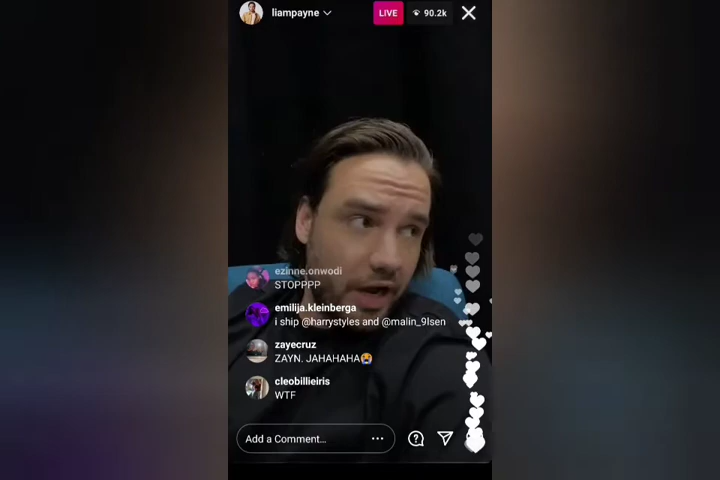 liampayne
LIVE
90.2k
ezinne.onwodi
STOPPPP
emilija.kleinberga
i ship @harrystyles and @malin_9lsen
zayecruz
ZAYN. JAHAHAHA😭
cleobillieiris
WTF
Add a Comment...